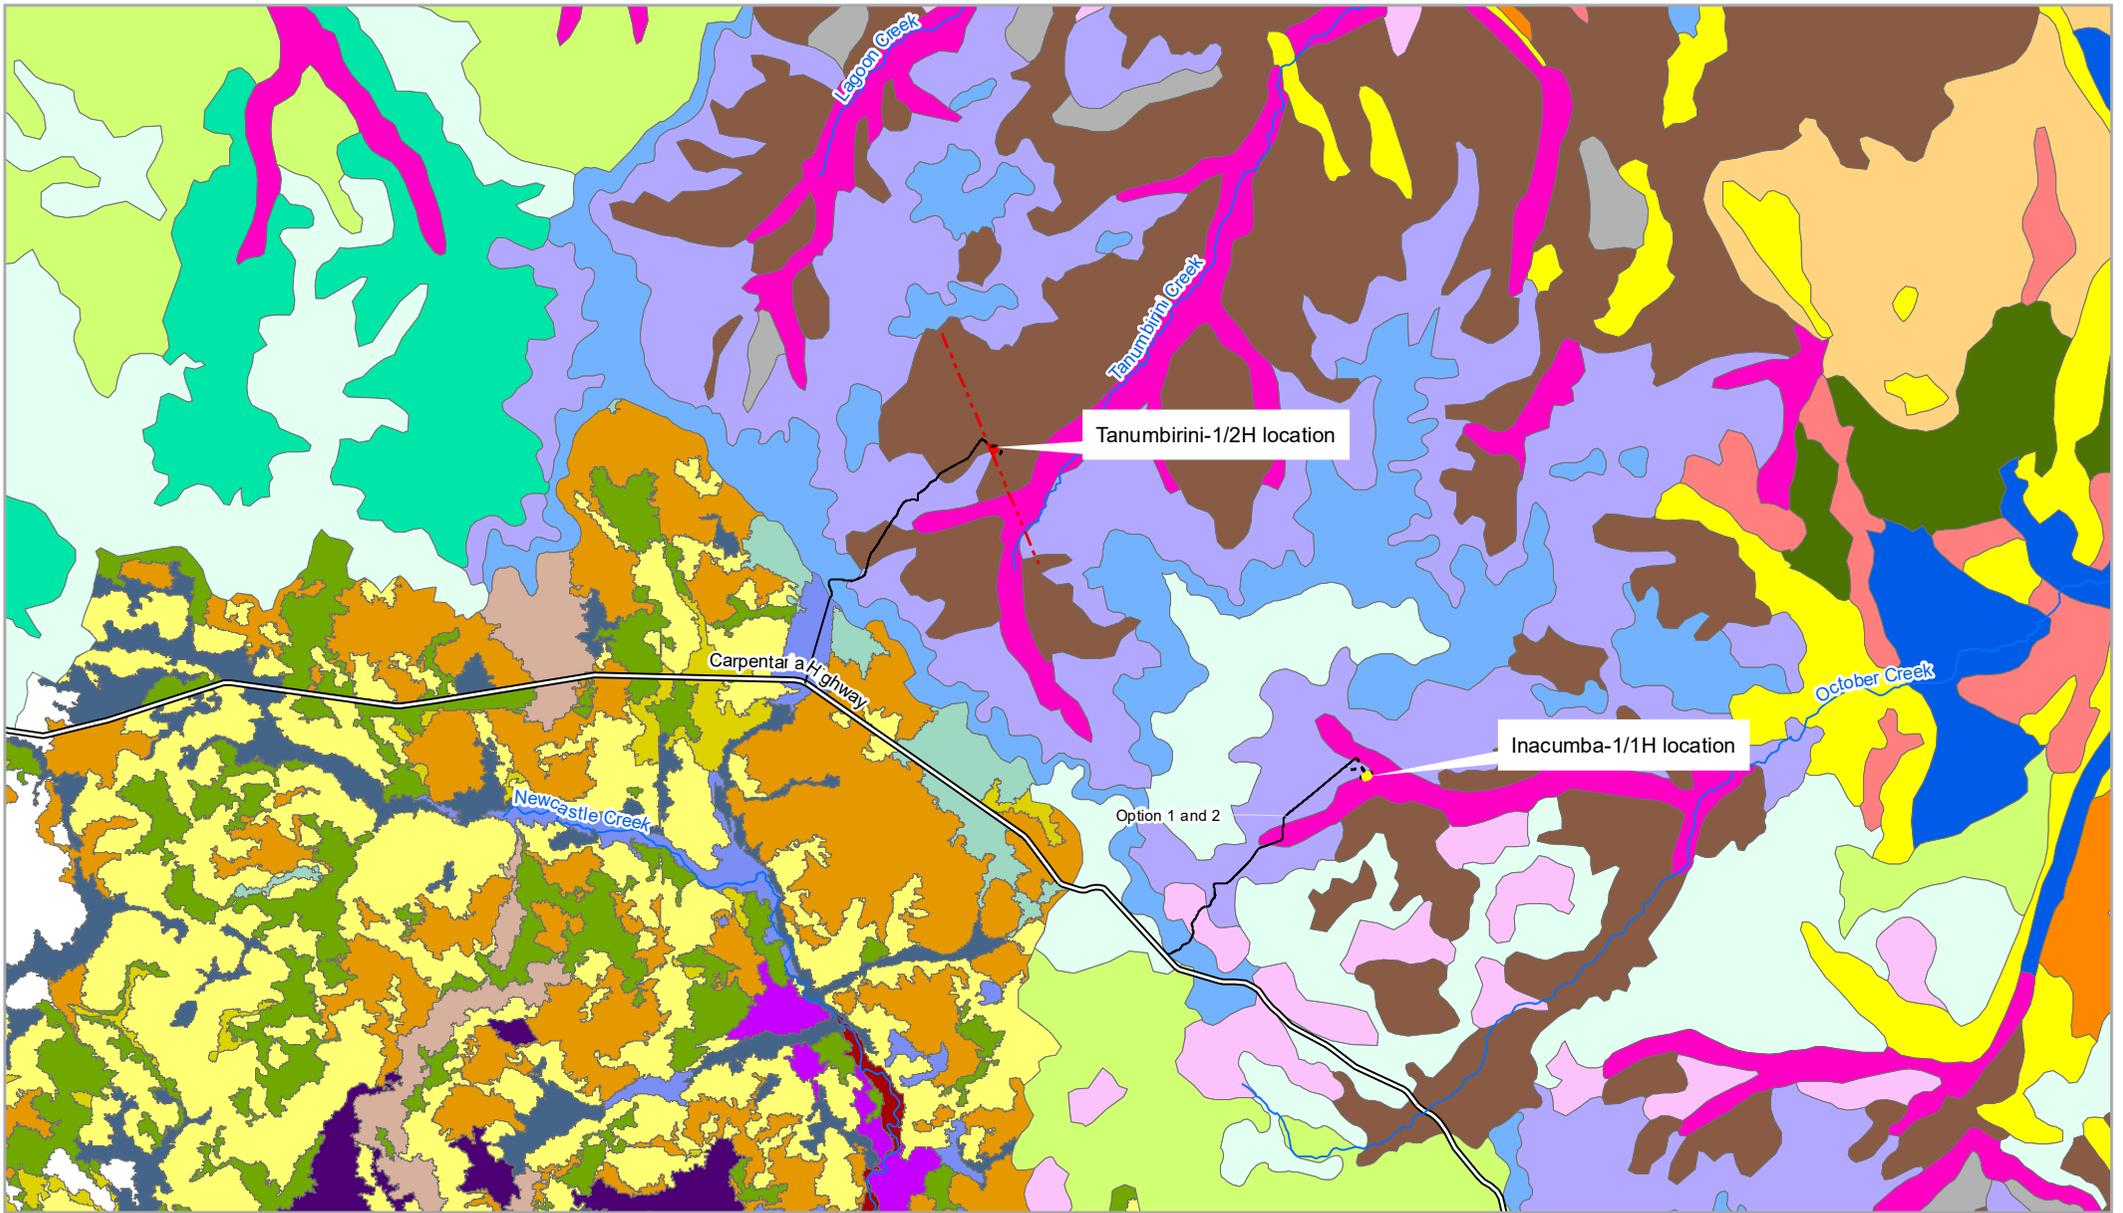 Lagoon Creek
Tanumbirini Creek
Tanumbirini-1/2H location
Carpentar a Highway
October Creek
Inacumba-1/1H location
Newcastle Creek
Option 1 and 2